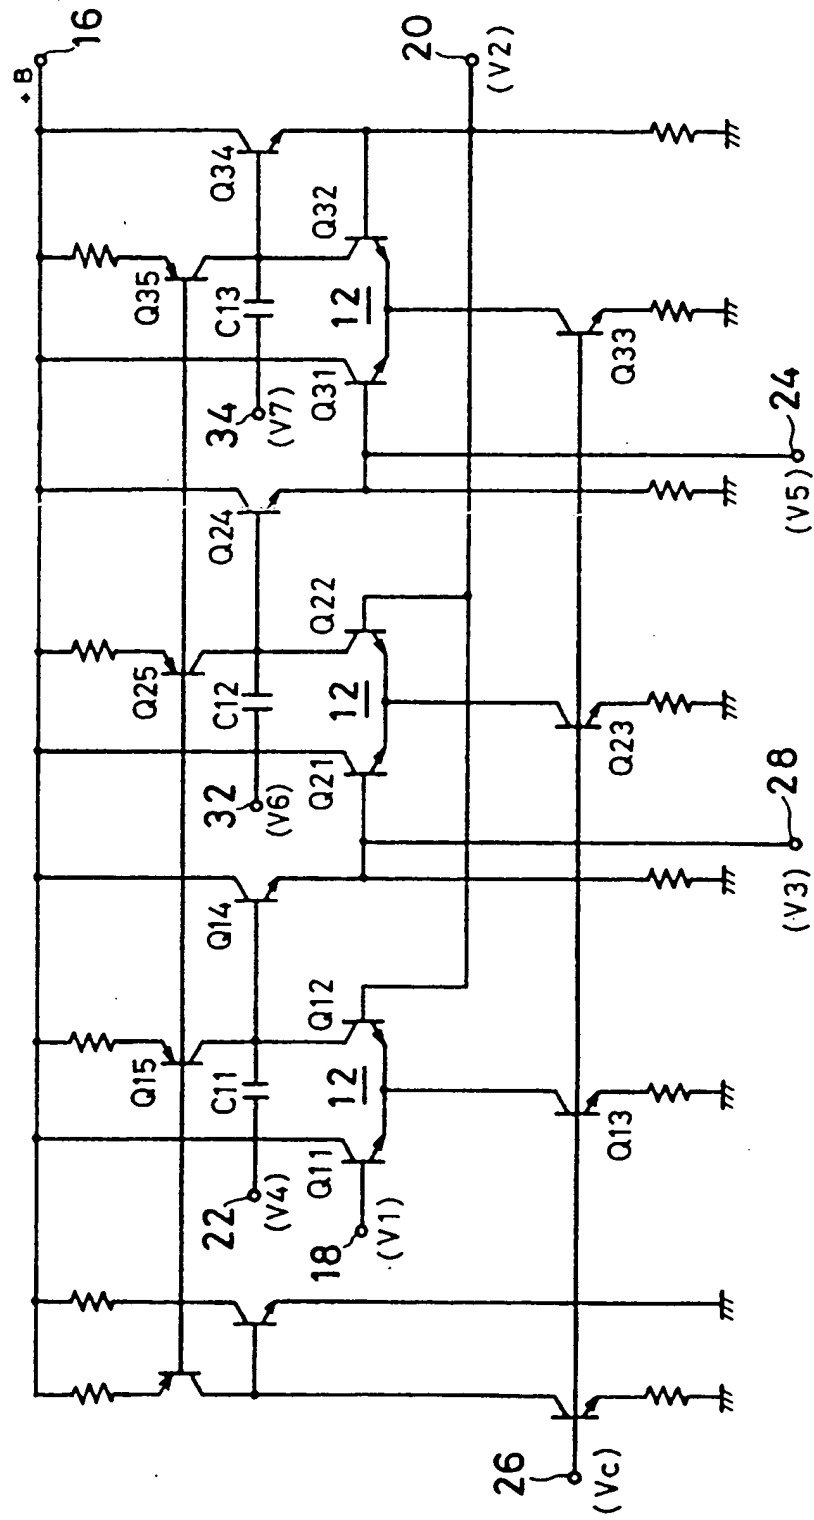 +B
16
20
(V2)
Q34
Q35
C13
12
Q32
34
(V7)
Q31
Q33
24
(V5)
Q24
Q25
C12
12
Q22
32
(V6)
Q21
Q23
28
(V3)
Q14
Q15
C11
12
Q12
22
(V4)
Q11
Q13
18
(V1)
26
(Vc)